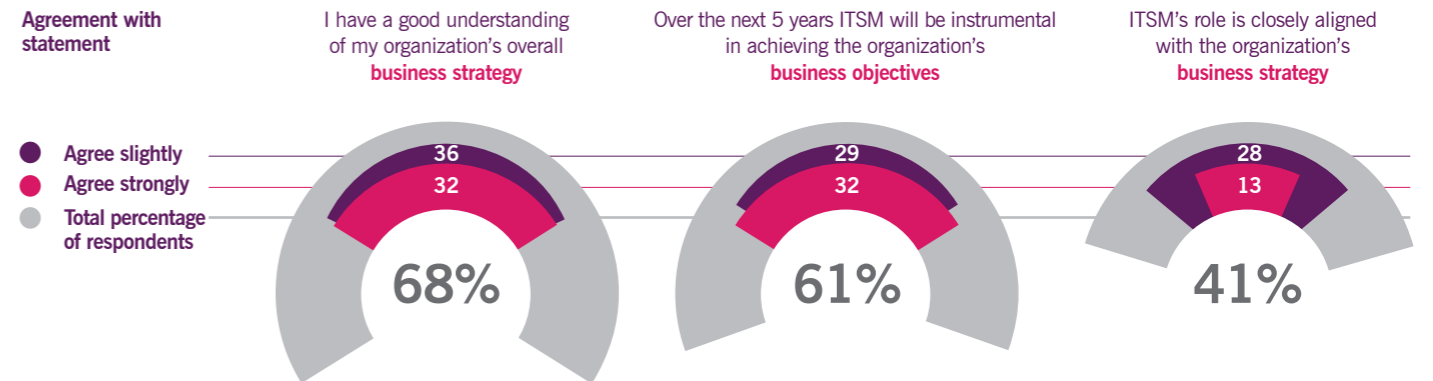 Agreement with
statement
I have a good understanding
of my organization's overall
business strategy
Over the next 5 years ITSM will be instrumental
in achieving the organization's
business objectives
ITSM's role is closely aligned
with the organization's
business strategy
Agree slightly
Agree strongly
Total percentage
of respondents
36
32
68%
29
32
61%
28
13
41%